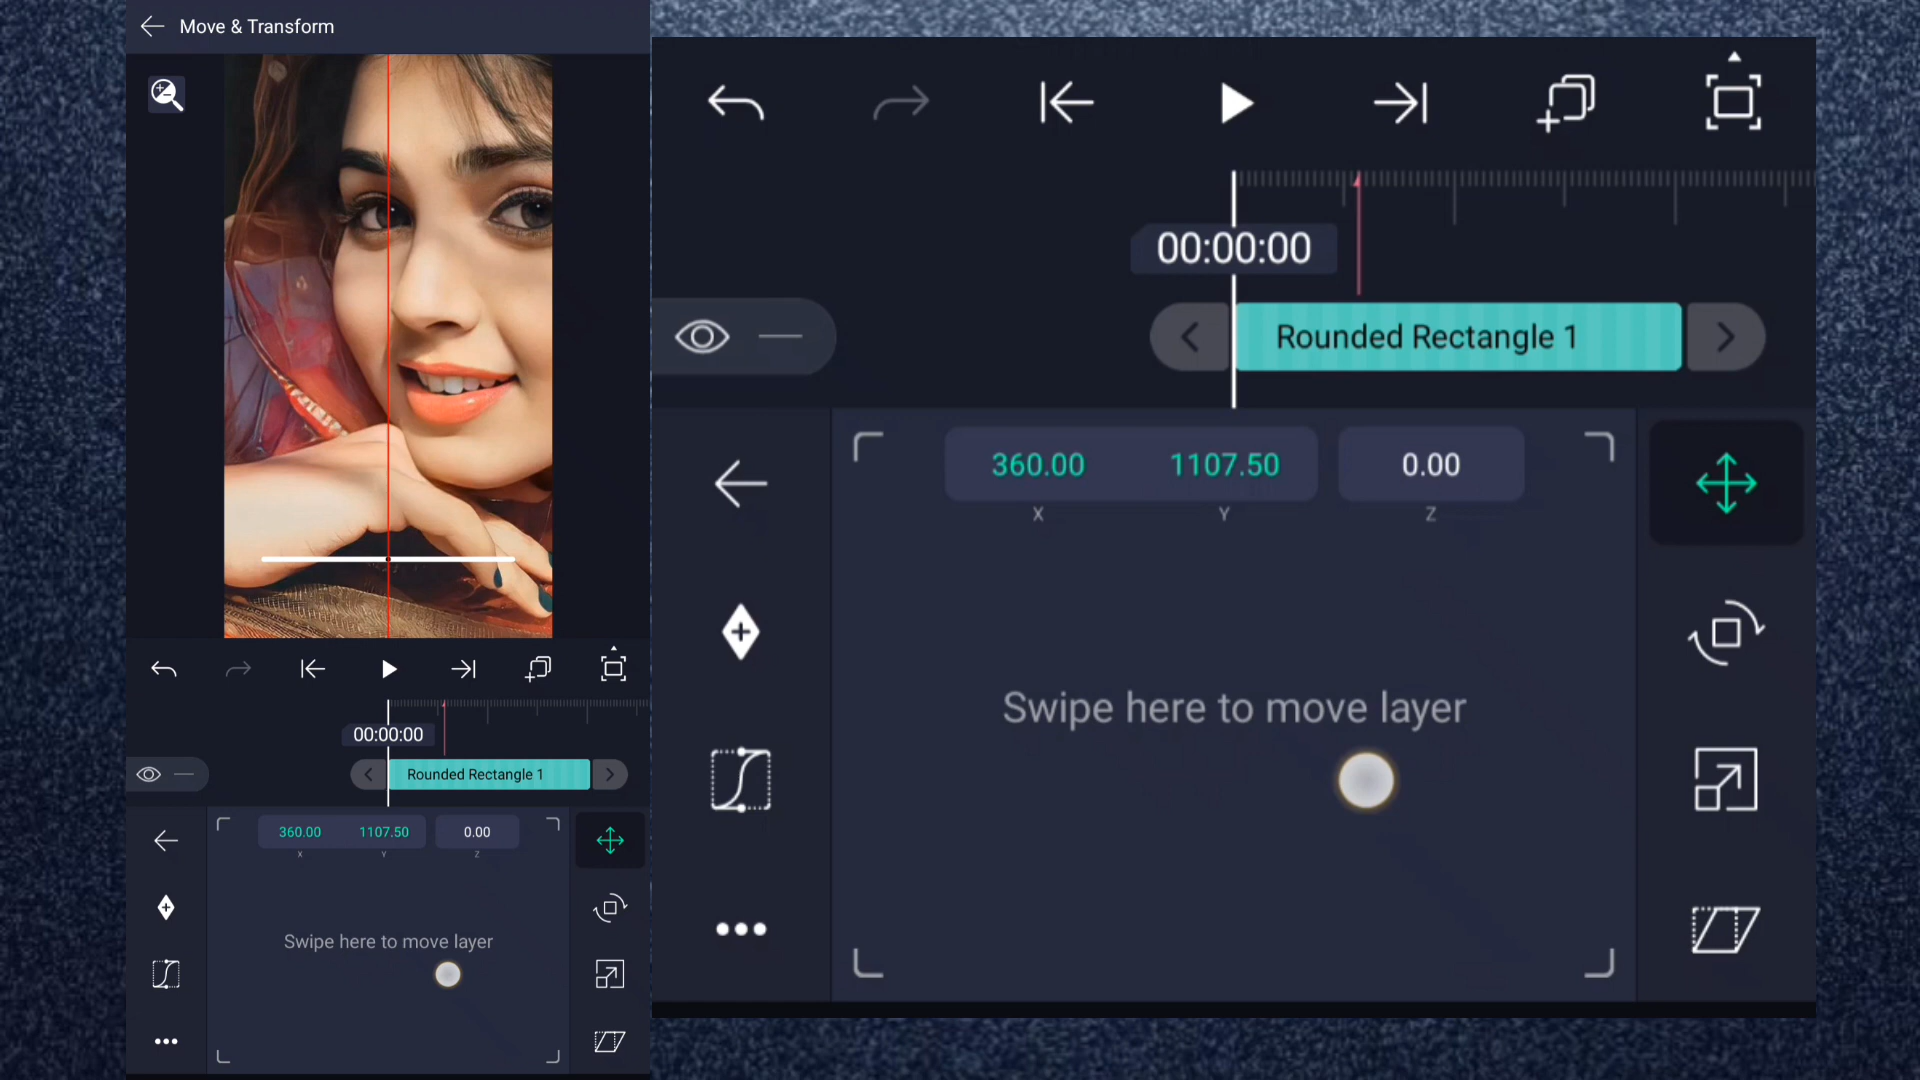 Move & Transform
00:00:00
Rounded Rectangle 1
360.00 1107.50 0.00
X Y Z
Swipe here to move layer
00:00:00
Rounded Rectangle 1
360.00 1107.50 0.00
X Y Z
Swipe here to move layer